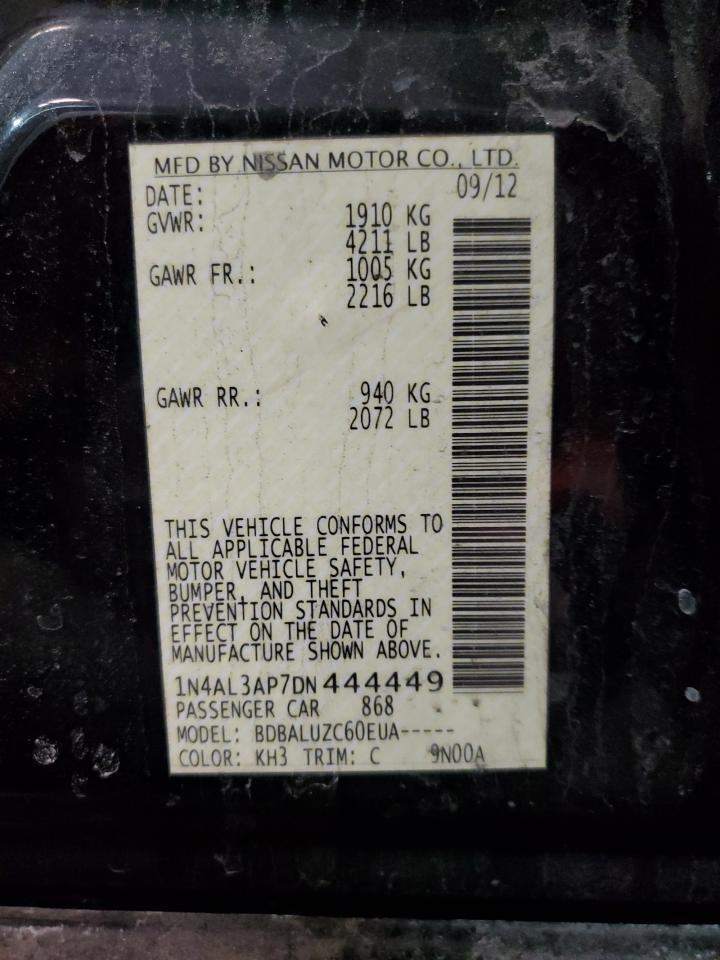 MFD BY NISSAN MOTOR CO., LTD.
DATE: 09/12
GVWR: 1910 KG
4211 LB
GAWR FR.: 1005 KG
2216 LB
GAWR RR.: 940 KG
2072 LB
THIS VEHICLE CONFORMS TO
ALL APPLICABLE FEDERAL
MOTOR VEHICLE SAFETY,
BUMPER, AND THEFT
PREVENTION STANDARDS IN
EFFECT ON THE DATE OF
MANUFACTURE SHOWN ABOVE.
1N4AL3AP7DN444449
PASSENGER CAR 868
MODEL: BDBALUZC60EUA-----
COLOR: KH3 TRIM: C 9N00A